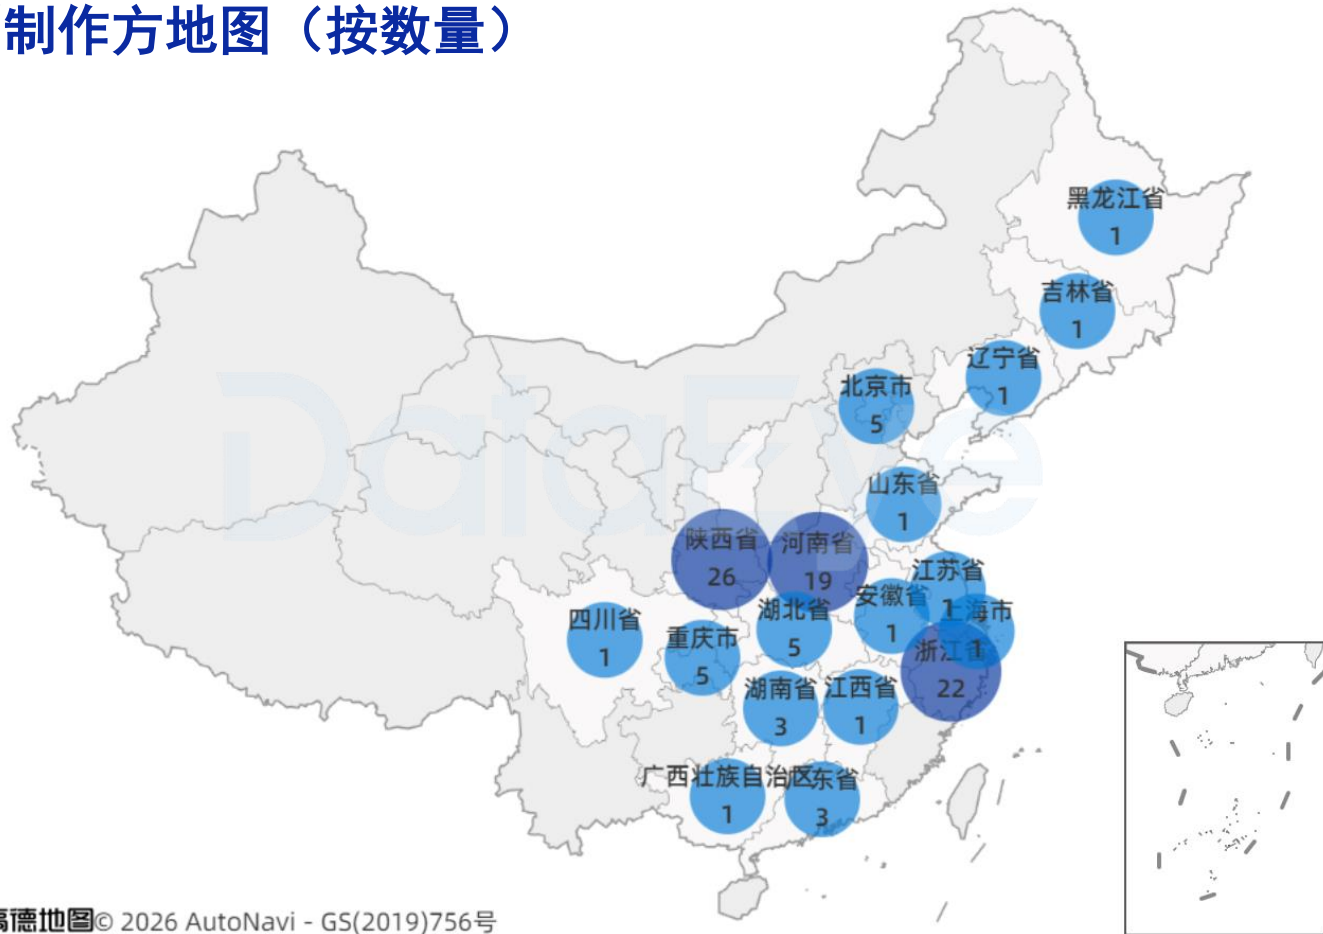 制作方地图（按数量）
黑龙江省
1
吉林省
1
辽宁省
1
北京市
5
山东省
1
陕西省
26
河南省
19
江苏省
1
安徽省
1
上海市
1
湖北省
5
四川省
1
重庆市
5
浙江省
22
湖南省
3
江西省
1
广西壮族自治区
1
广东省
3
DataEye
高德地图© 2026 AutoNavi - GS(2019)756号